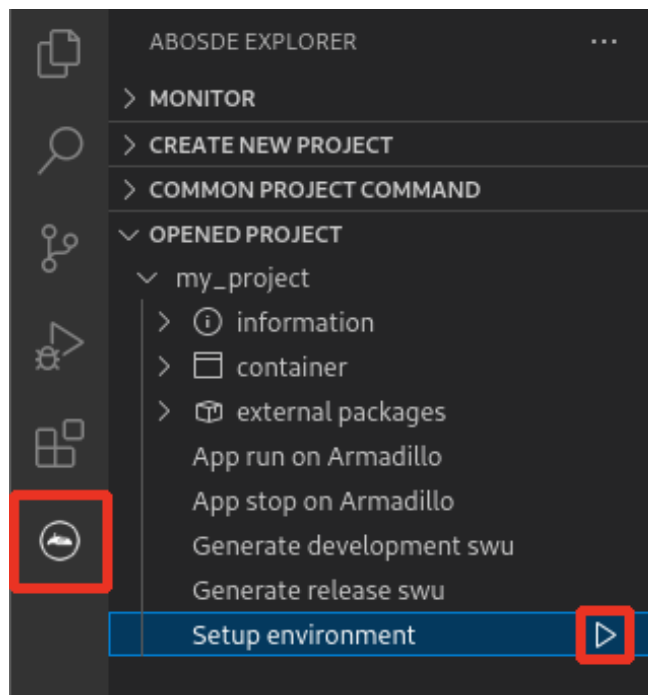 ABOSDE EXPLORER
MONITOR
CREATE NEW PROJECT
COMMON PROJECT COMMAND
OPENED PROJECT
my_project
information
container
external packages
App run on Armadillo
App stop on Armadillo
Generate development swu
Generate release swu
Setup environment